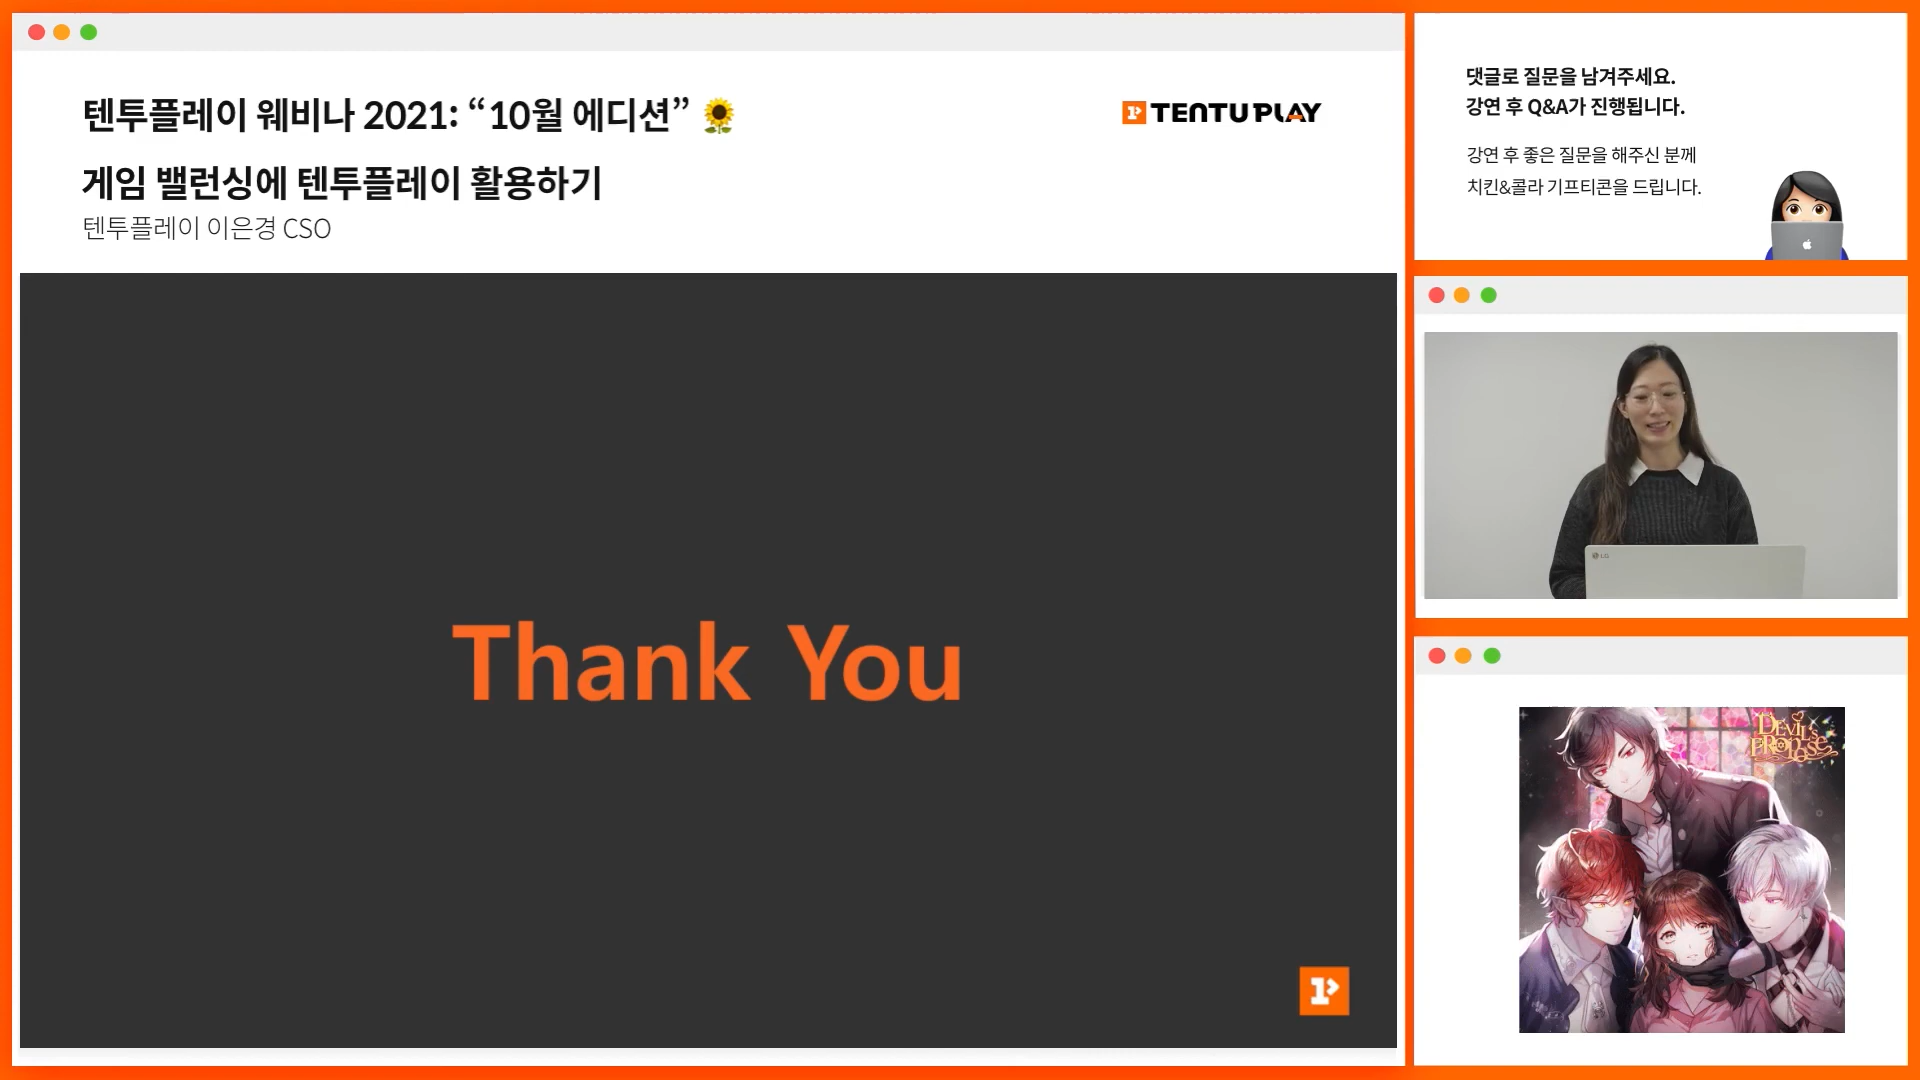 텐투플레이 웨비나 2021: “10월 에디션”
게임 밸런싱에 텐투플레이 활용하기
텐투플레이 이은경 CSO
TENTUPLAY
Thank You
댓글로 질문을 남겨주세요.
강연 후 Q&A가 진행됩니다.
강연 후 좋은 질문을 해주신 분께
치킨&콜라 기프티콘을 드립니다.
LG
DEVIL'S
PROPOSE